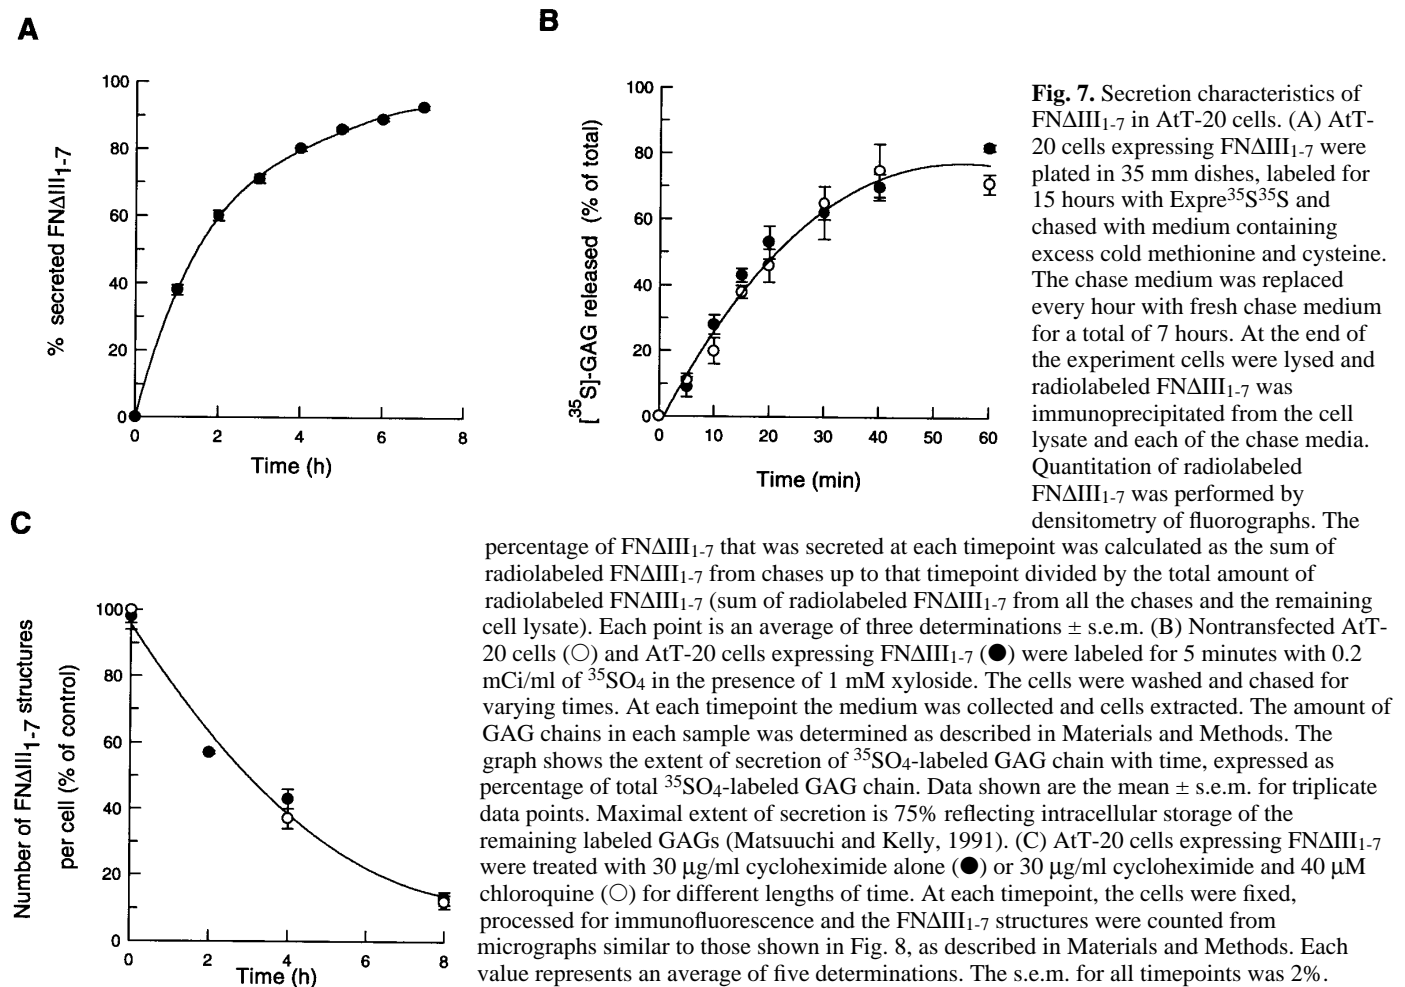 A
100
80
60
40
20
0
% secreted FNΔIII1-7
0 2 4 6 8
Time (h)
B
100
80
60
40
20
0
[35S]-GAG released (% of total)
0 10 20 30 40 50 60
Time (min)
C
100
80
60
40
20
0
Number of FNΔIII1-7 structures
per cell (% of control)
0 2 4 6 8
Time (h)
Fig. 7. Secretion characteristics of
FNΔIII1-7 in AtT-20 cells. (A) AtT-
20 cells expressing FNΔIII1-7 were
plated in 35 mm dishes, labeled for
15 hours with Expre35S35S and
chased with medium containing
excess cold methionine and cysteine.
The chase medium was replaced
every hour with fresh chase medium
for a total of 7 hours. At the end of
the experiment cells were lysed and
radiolabeled FNΔIII1-7 was
immunoprecipitated from the cell
lysate and each of the chase media.
Quantitation of radiolabeled
FNΔIII1-7 was performed by
densitometry of fluorographs. The
percentage of FNΔIII1-7 that was secreted at each timepoint was calculated as the sum of
radiolabeled FNΔIII1-7 from chases up to that timepoint divided by the total amount of
radiolabeled FNΔIII1-7 (sum of radiolabeled FNΔIII1-7 from all the chases and the remaining
cell lysate). Each point is an average of three determinations ± s.e.m. (B) Nontransfected AtT-
20 cells (○) and AtT-20 cells expressing FNΔIII1-7 (●) were labeled for 5 minutes with 0.2
mCi/ml of 35SO4 in the presence of 1 mM xyloside. The cells were washed and chased for
varying times. At each timepoint the medium was collected and cells extracted. The amount of
GAG chains in each sample was determined as described in Materials and Methods. The
graph shows the extent of secretion of 35SO4-labeled GAG chain with time, expressed as
percentage of total 35SO4-labeled GAG chain. Data shown are the mean ± s.e.m. for triplicate
data points. Maximal extent of secretion is 75% reflecting intracellular storage of the
remaining labeled GAGs (Matsuuchi and Kelly, 1991). (C) AtT-20 cells expressing FNΔIII1-7
were treated with 30 μg/ml cycloheximide alone (●) or 30 μg/ml cycloheximide and 40 μM
chloroquine (○) for different lengths of time. At each timepoint, the cells were fixed,
processed for immunofluorescence and the FNΔIII1-7 structures were counted from
micrographs similar to those shown in Fig. 8, as described in Materials and Methods. Each
value represents an average of five determinations. The s.e.m. for all timepoints was 2%.